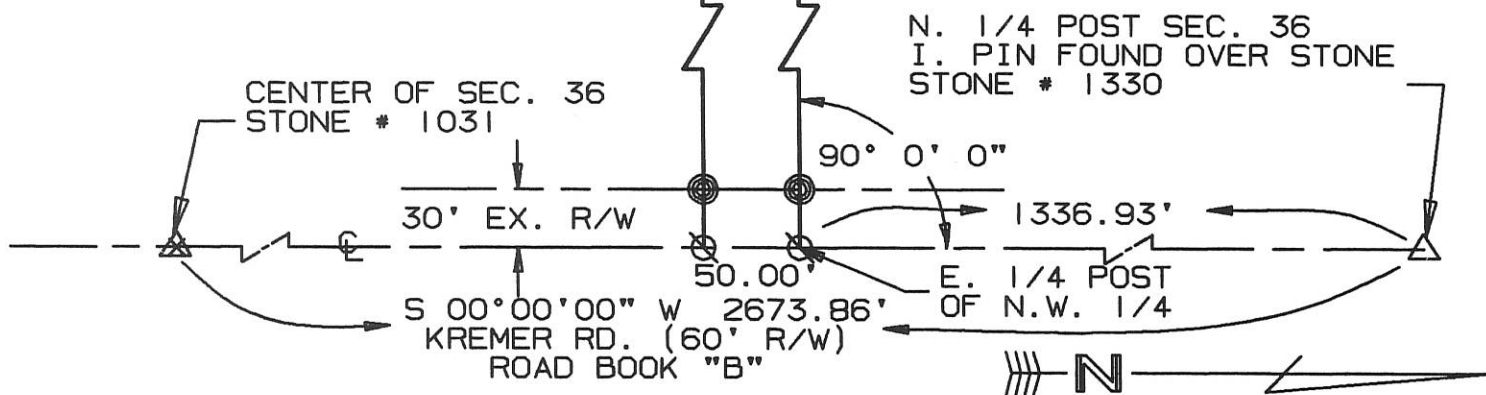 N. 1/4 POST SEC. 36
I. PIN FOUND OVER STONE
STONE # 1330
CENTER OF SEC. 36
STONE # 1031
90° 0' 0"
30' EX. R/W
1336.93'
℄
50.00'
E. 1/4 POST
OF N.W. 1/4
S 00°00'00" W 2673.86'
KREMER RD. (60' R/W)
ROAD BOOK "B"
N